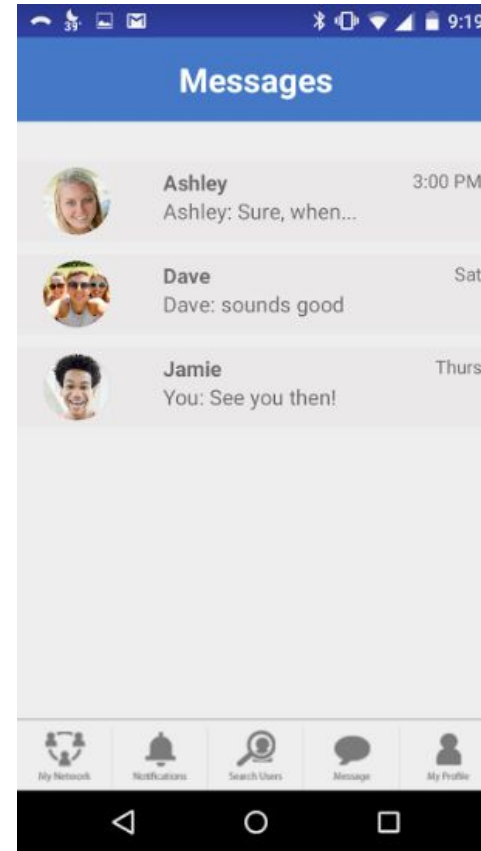 39°
9:19
Messages
Ashley
3:00 PM
Ashley: Sure, when...
Dave
Sat
Dave: sounds good
Jamie
Thurs
You: See you then!
My Network
Notifications
Search Users
Message
My Profile